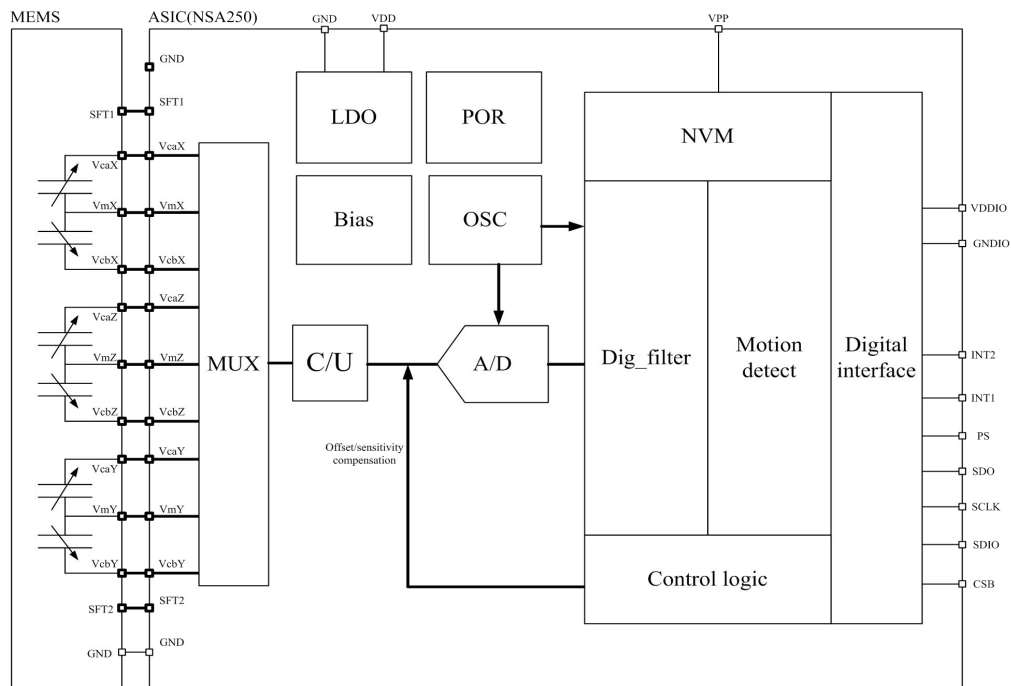 MEMS
ASIC(NSA250)
GND
VDD
VPP
GND
SFT1
SFT1
LDO
POR
NVM
VcaX
VcaX
VmX
VmX
Bias
OSC
VDDIO
GNDIO
VcbX
VcbX
VcaZ
VcaZ
VmZ
VmZ
MUX
C/U
A/D
Dig_filter
Motion
detect
Digital
interface
INT2
INT1
VcbZ
VcbZ
PS
Offset/sensitivity
compensation
VcaY
VcaY
SDO
VmY
VmY
SCLK
SDIO
VcbY
VcbY
Control logic
CSB
SFT2
SFT2
GND
GND